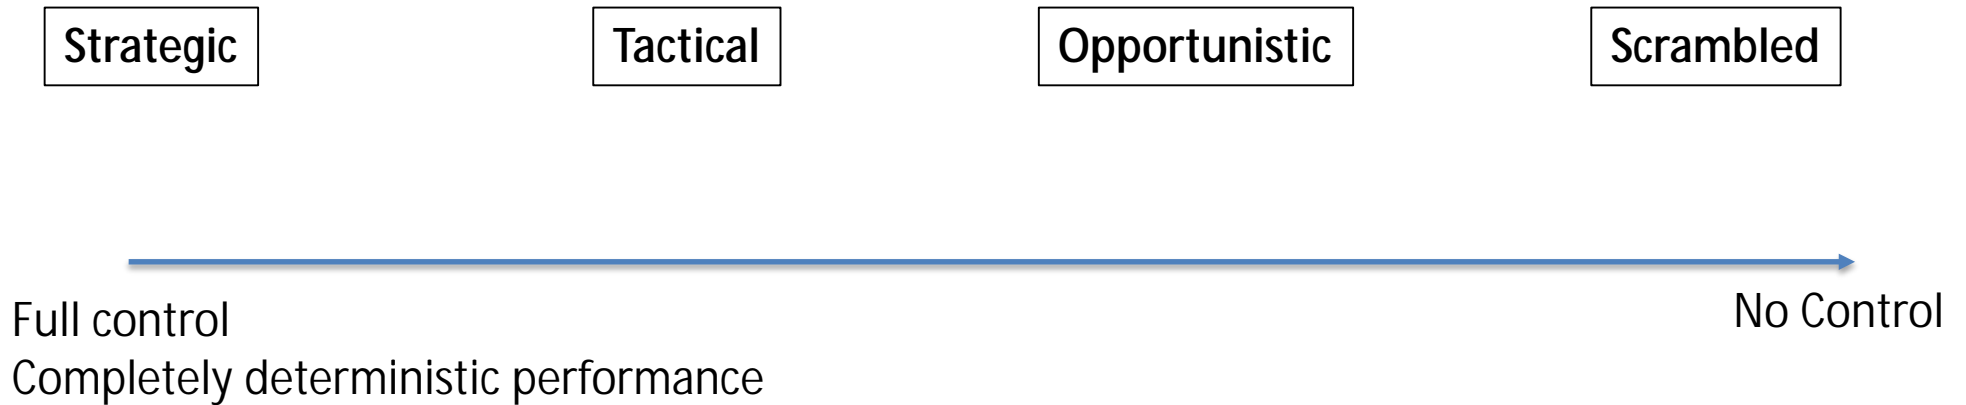 Strategic
Tactical
Opportunistic
Scrambled
Full control
No Control
Completely deterministic performance